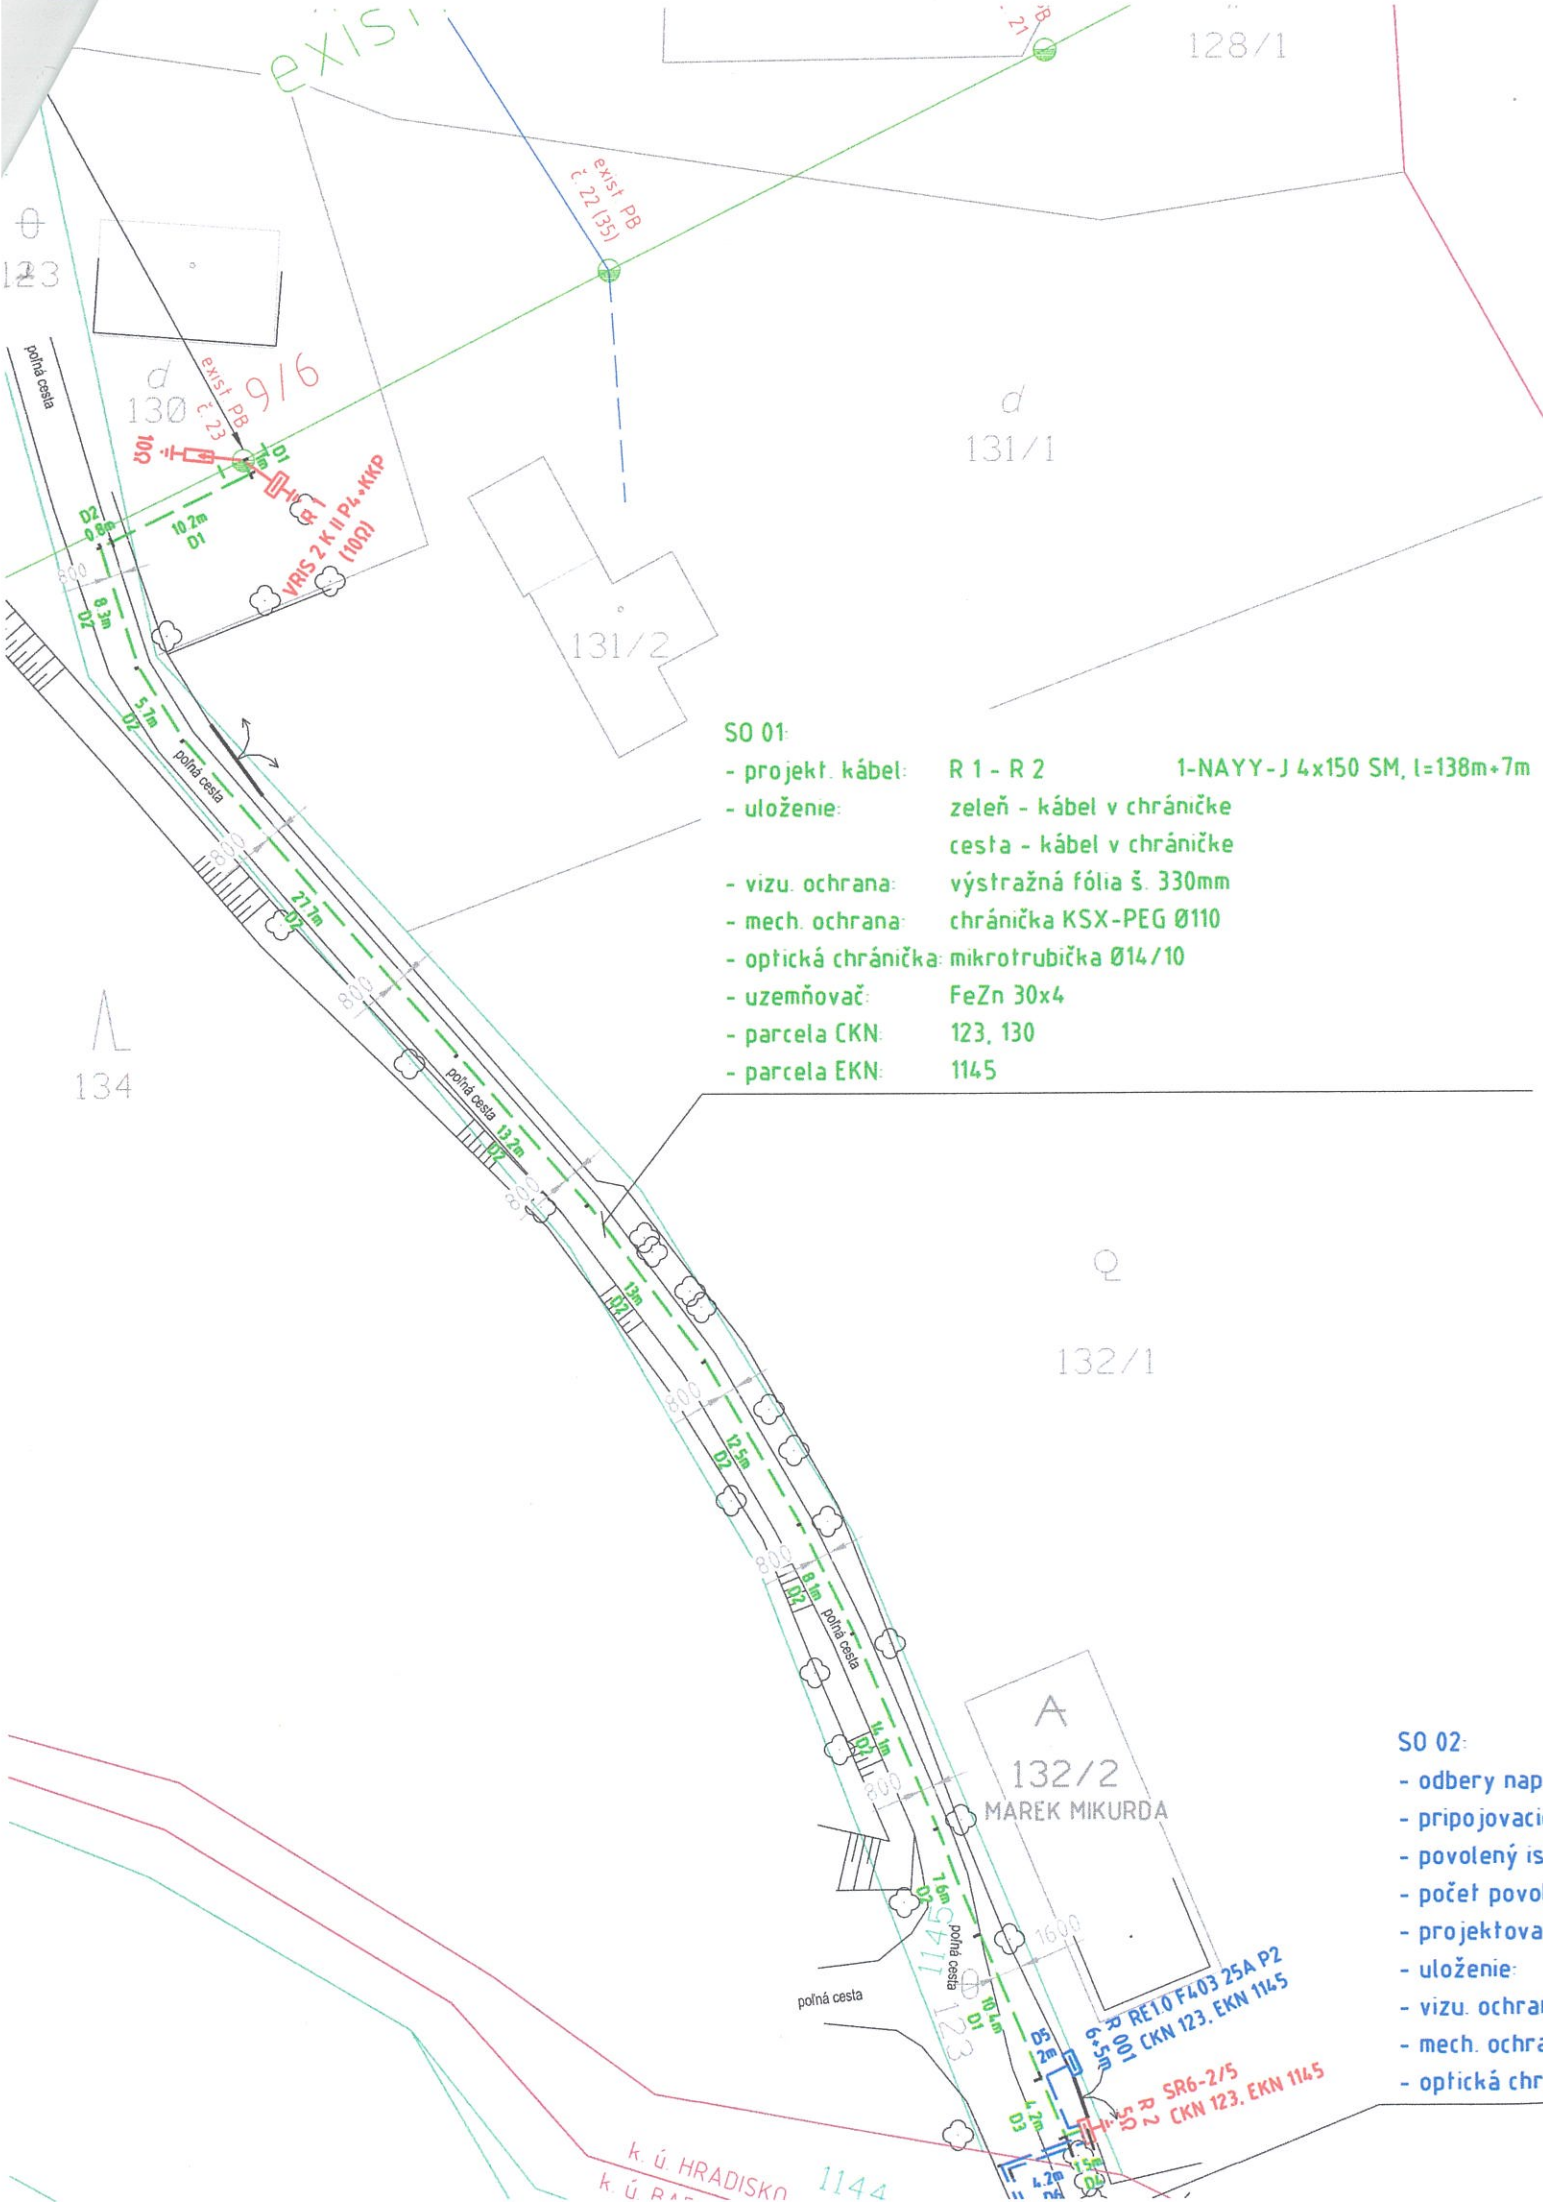 exist
21
128/1
exist PB
č. 22 (35)
123
poľná cesta
d
130
exist PB
č. 23
9/6
10Ω
D1
1m
R 1
VRIS 2 K II P4+KKP
(10Ω)
D2
0.8m
10.2m
D1
800
8.3m
D2
d
131/1
131/2
5.7m
D2
poľná cesta
800
27.7m
D2
800
134
SO 01:
- projekt. kábel: R 1 - R 2 1-NAYY-J 4x150 SM, l=138m+7m
- uloženie: zeleň - kábel v chráničke
cesta - kábel v chráničke
- vizu. ochrana: výstražná fólia š. 330mm
- mech. ochrana: chránička KSX-PEG Ø110
- optická chránička: mikrotrubička Ø14/10
- uzemňovač: FeZn 30x4
- parcela CKN: 123, 130
- parcela EKN: 1145
poľná cesta
13.2m
D2
800
13m
D2
132/1
800
12.5m
D2
800
8.1m
D2
poľná cesta
14.1m
D2
800
A
132/2
MAREK MIKURDA
7.6m
D2
1145
poľná cesta
1600
123
poľná cesta
10.4m
D1
D5
2m
6+5m
R 001
RE1.0 F403 25A P2
CKN 123, EKN 1145
4.2m
D3
5Ω
R 2
SR6-2/5
CKN 123, EKN 1145
1.5m
D4
4.2m
D6
SO 02:
- odbery nap
- pripojovaci
- povolený is
- počet povol
- projektova
- uloženie:
- vizu. ochra
- mech. ochra
- optická chr
k. ú. HRADISKO
k. ú.
1144